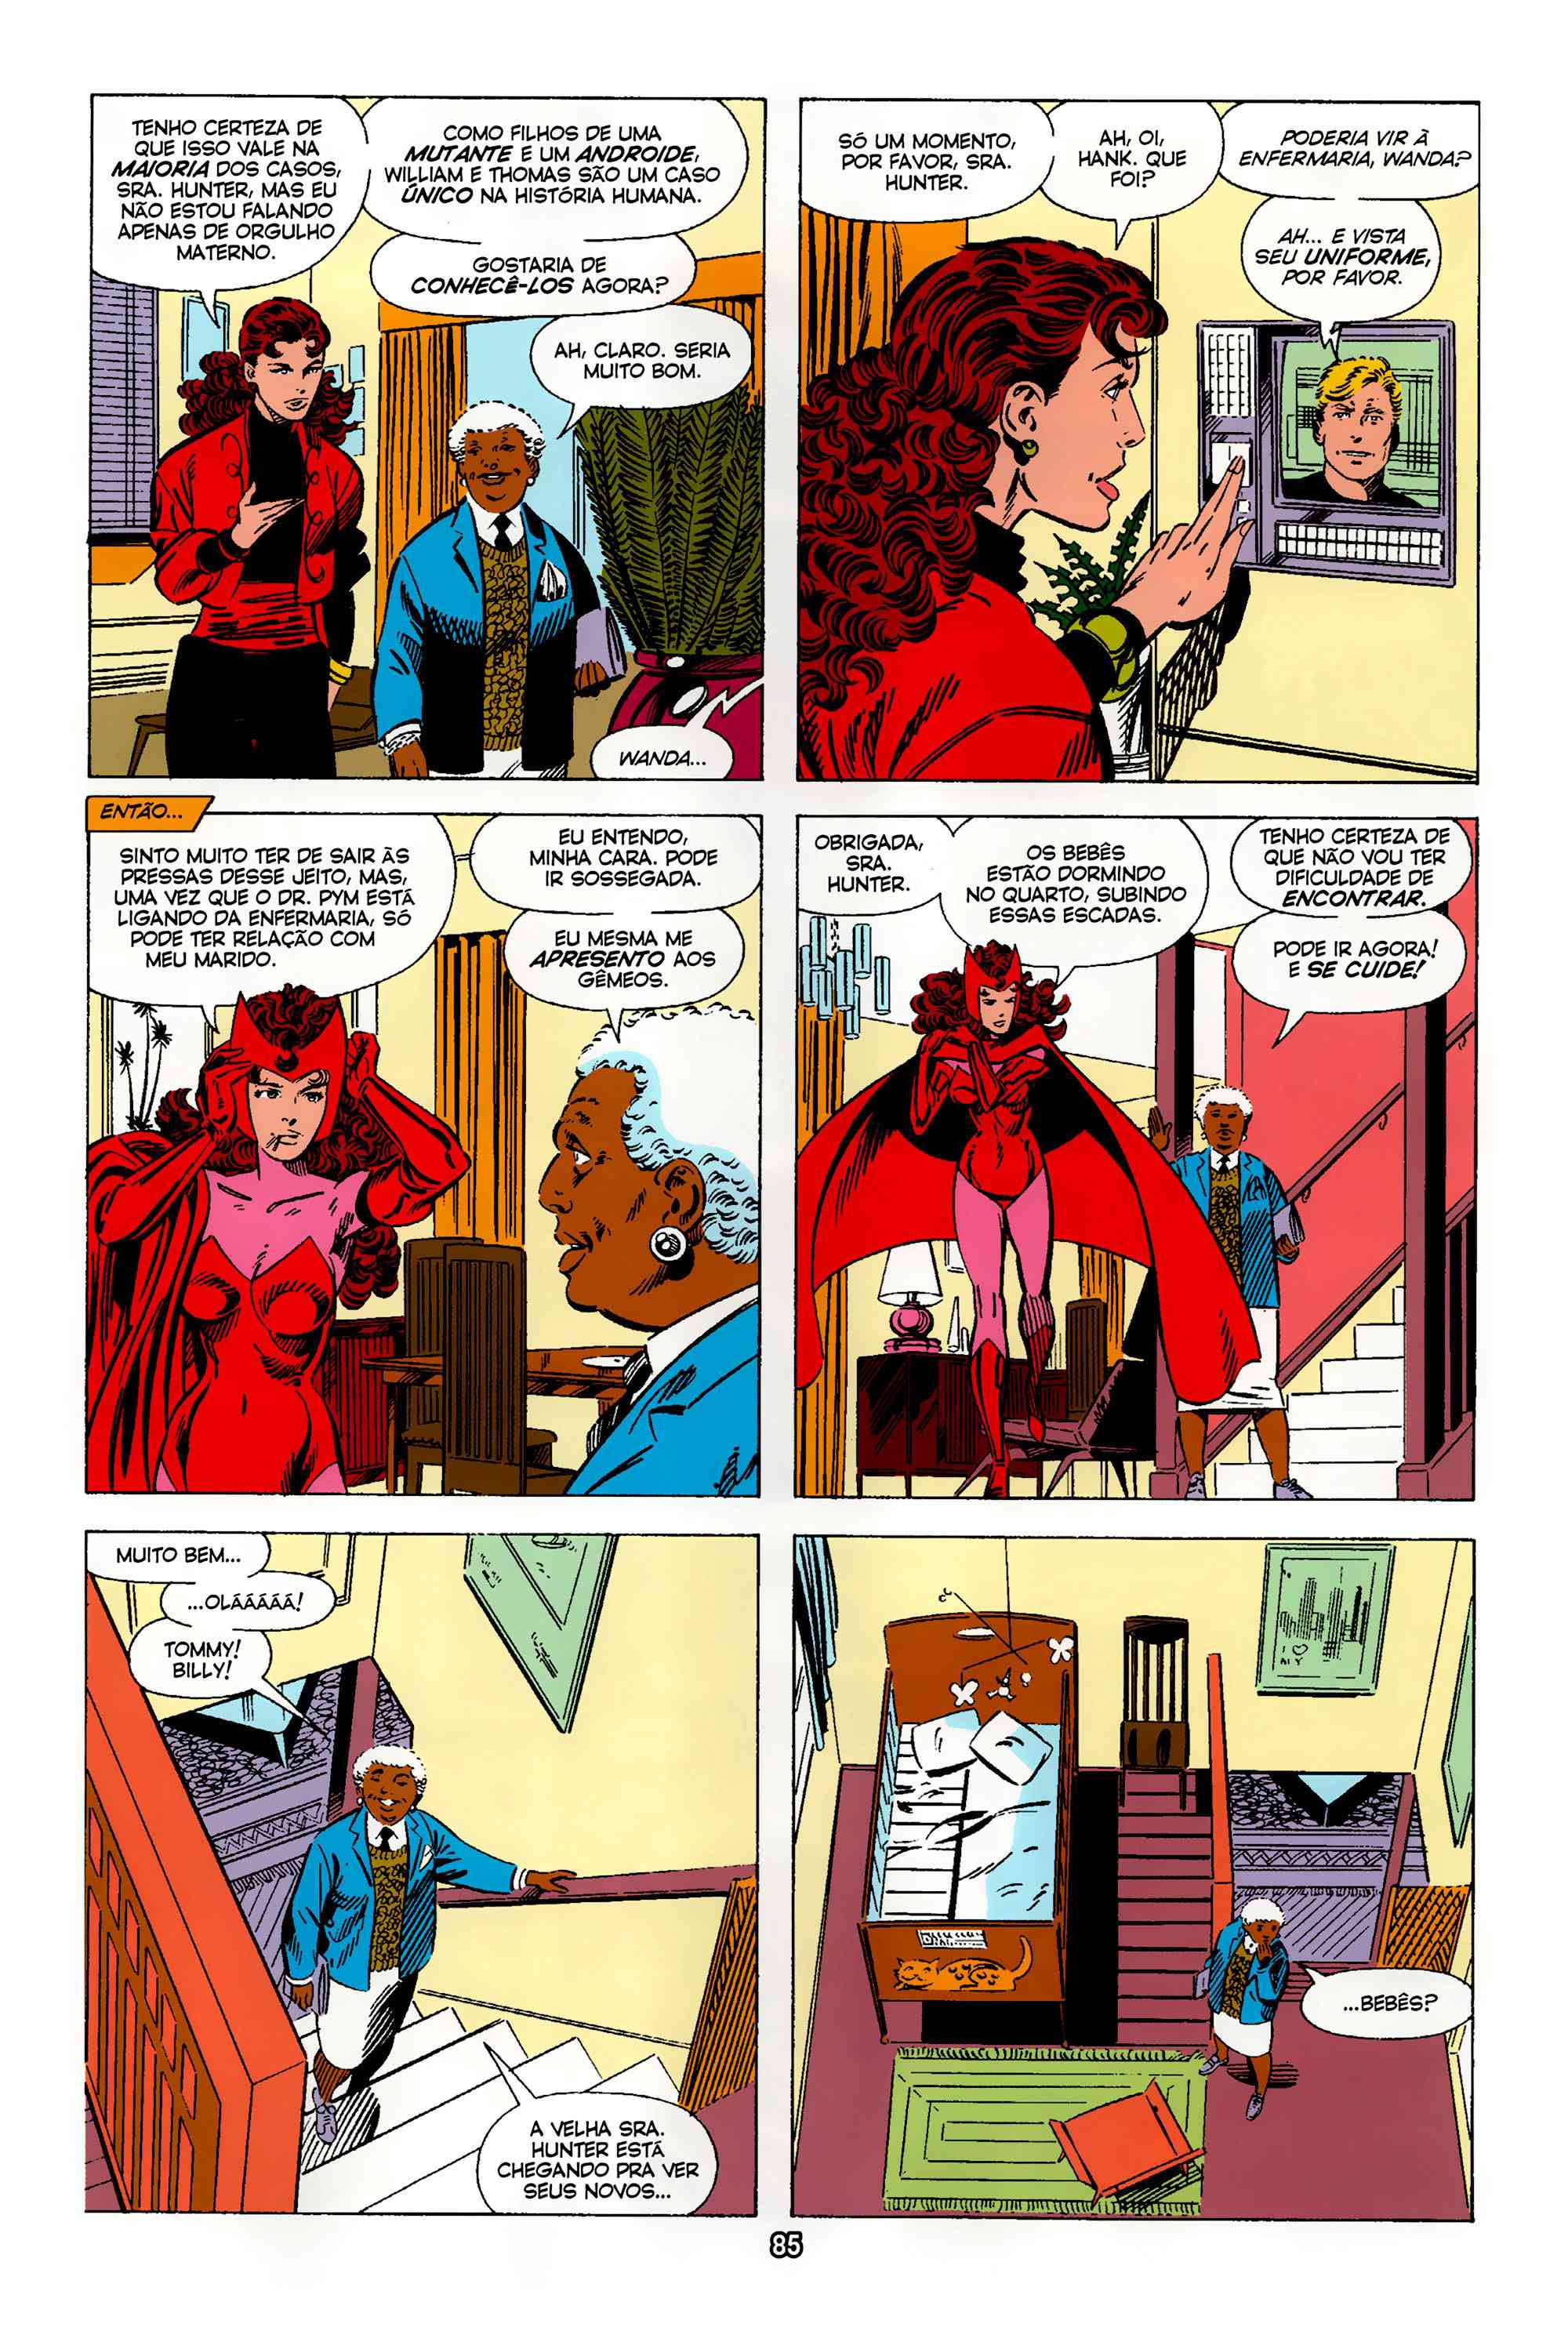 TENHO CERTEZA DE
QUE ISSO VALE NA
MAIORIA DOS CASOS,
SRA. HUNTER, MAS EU
NÃO ESTOU FALANDO
APENAS DE ORGULHO
MATERNO.
COMO FILHOS DE UMA
MUTANTE E UM ANDROIDE,
WILLIAM E THOMAS SÃO UM CASO
ÚNICO NA HISTÓRIA HUMANA.
GOSTARIA DE
CONHECÊ-LOS AGORA?
AH, CLARO. SERIA
MUITO BOM.
WANDA...
SÓ UM MOMENTO,
POR FAVOR, SRA.
HUNTER.
AH, OI,
HANK. QUE
FOI?
PODERIA VIR À
ENFERMARIA, WANDA?
AH... E VISTA
SEU UNIFORME,
POR FAVOR.
ENTÃO...
SINTO MUITO TER DE SAIR ÀS
PRESSAS DESSE JEITO, MAS,
UMA VEZ QUE O DR. PYM ESTÁ
LIGANDO DA ENFERMARIA, SÓ
PODE TER RELAÇÃO COM
MEU MARIDO.
EU ENTENDO,
MINHA CARA. PODE
IR SOSSEGADA.
EU MESMA ME
APRESENTO AOS
GÊMEOS.
OBRIGADA,
SRA.
HUNTER.
OS BEBÊS
ESTÃO DORMINDO
NO QUARTO, SUBINDO
ESSAS ESCADAS.
TENHO CERTEZA DE
QUE NÃO VOU TER
DIFICULDADE DE
ENCONTRAR.
PODE IR AGORA!
E SE CUIDE!
MUITO BEM...
...OLÁÁÁÁÁ!
TOMMY!
BILLY!
A VELHA SRA.
HUNTER ESTÁ
CHEGANDO PRA VER
SEUS NOVOS...
I ♡
...BEBÊS?
85